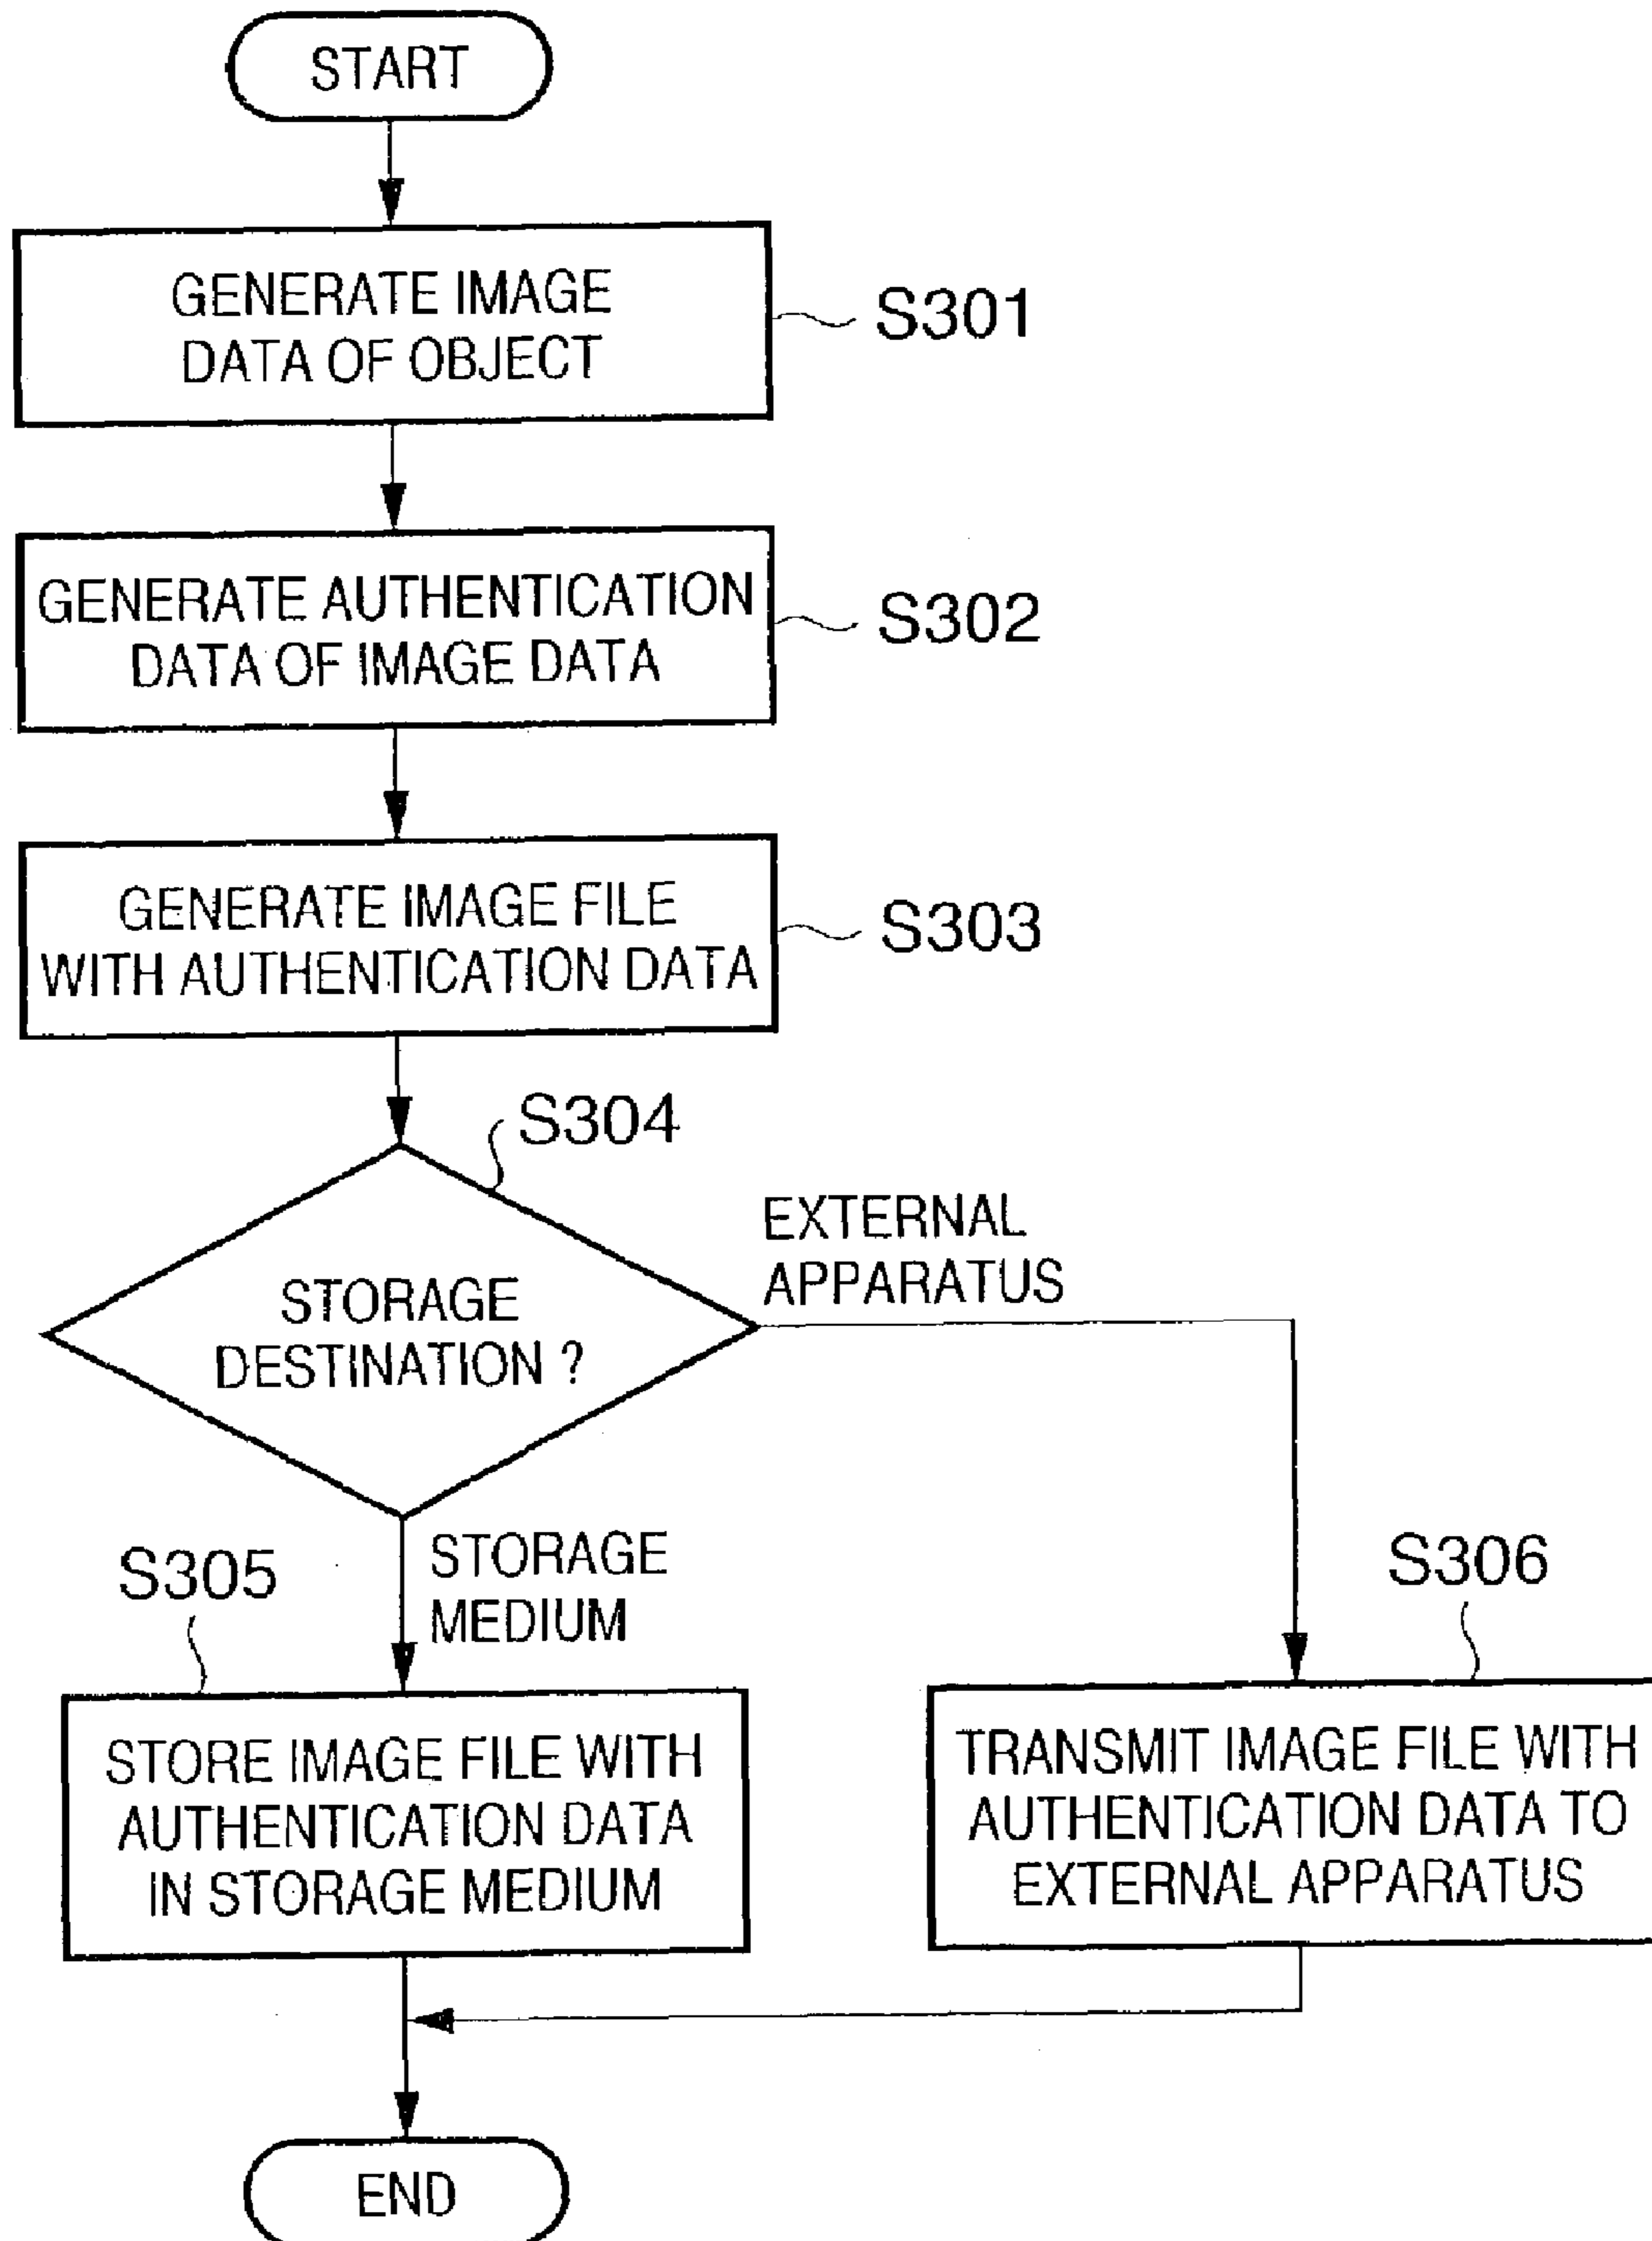 START
GENERATE IMAGE
DATA OF OBJECT
S301
GENERATE AUTHENTICATION
DATA OF IMAGE DATA
S302
GENERATE IMAGE FILE
WITH AUTHENTICATION DATA
S303
S304
STORAGE
DESTINATION ?
EXTERNAL
APPARATUS
STORAGE
MEDIUM
S305
STORE IMAGE FILE WITH
AUTHENTICATION DATA
IN STORAGE MEDIUM
S306
TRANSMIT IMAGE FILE WITH
AUTHENTICATION DATA TO
EXTERNAL APPARATUS
END